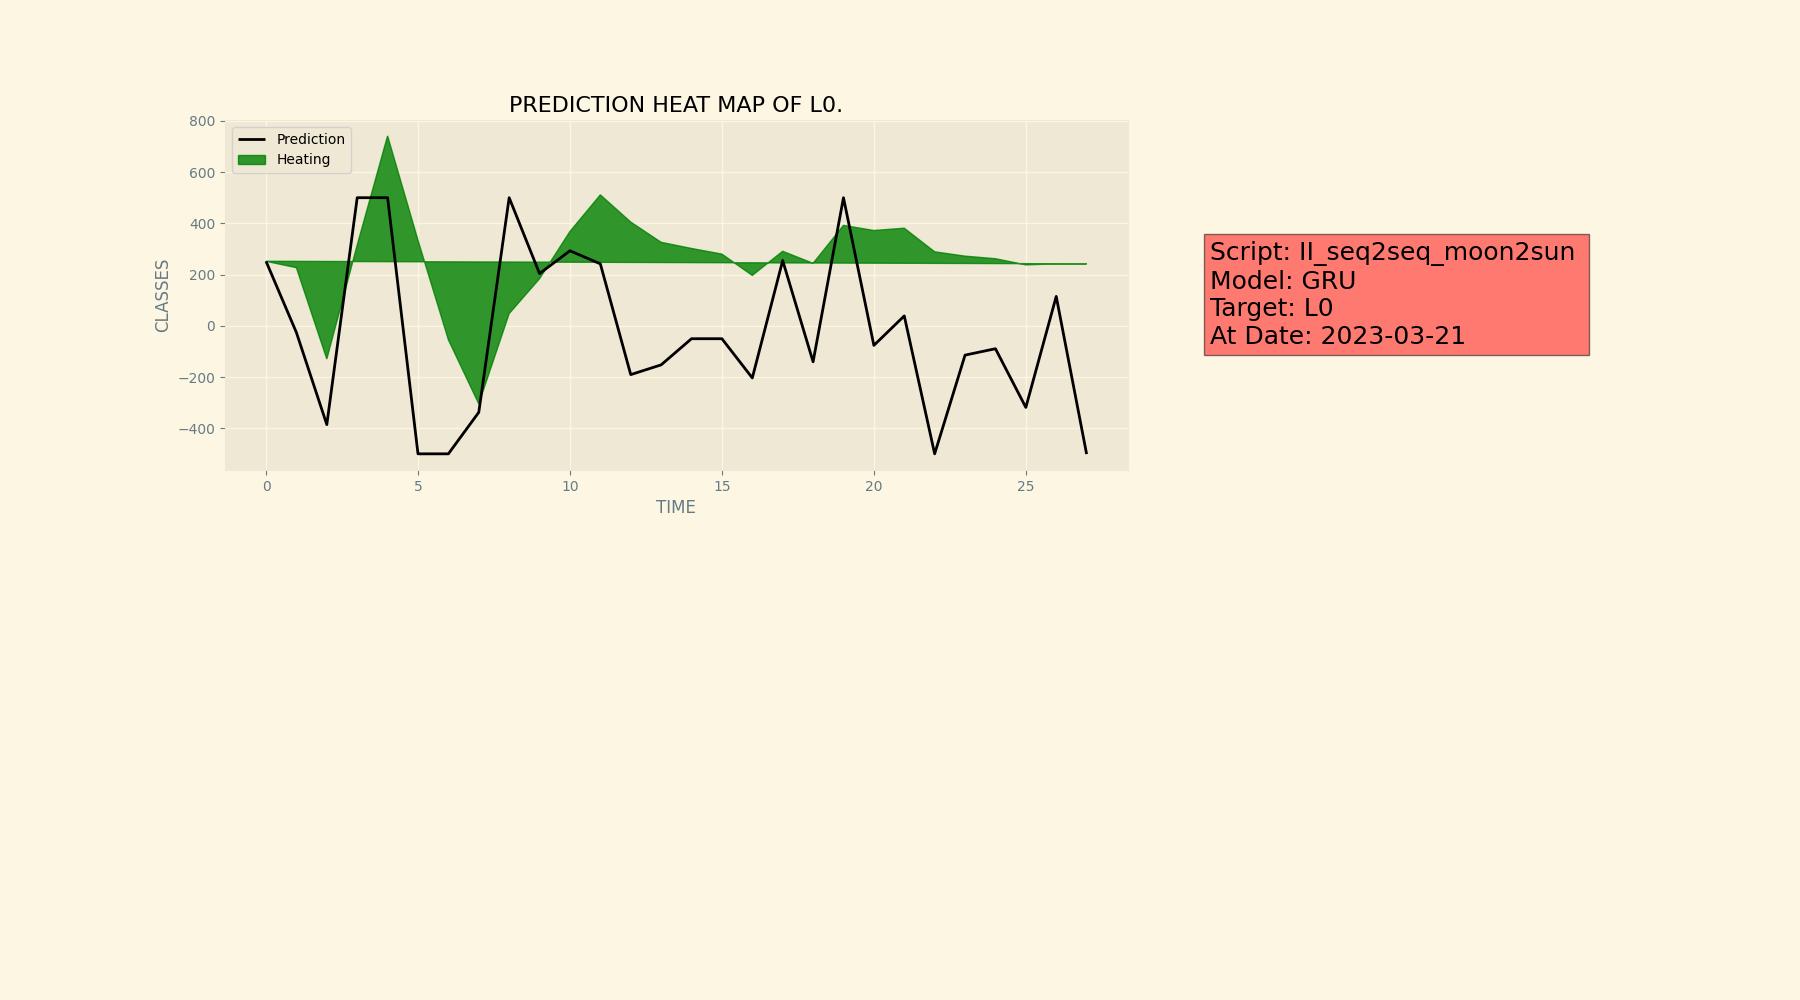 PREDICTION HEAT MAP OF L0.
Prediction
Heating
CLASSES
800
600
400
200
0
−200
−400
0 5 10 15 20 25
TIME
Script: II_seq2seq_moon2sun
Model: GRU
Target: L0
At Date: 2023-03-21